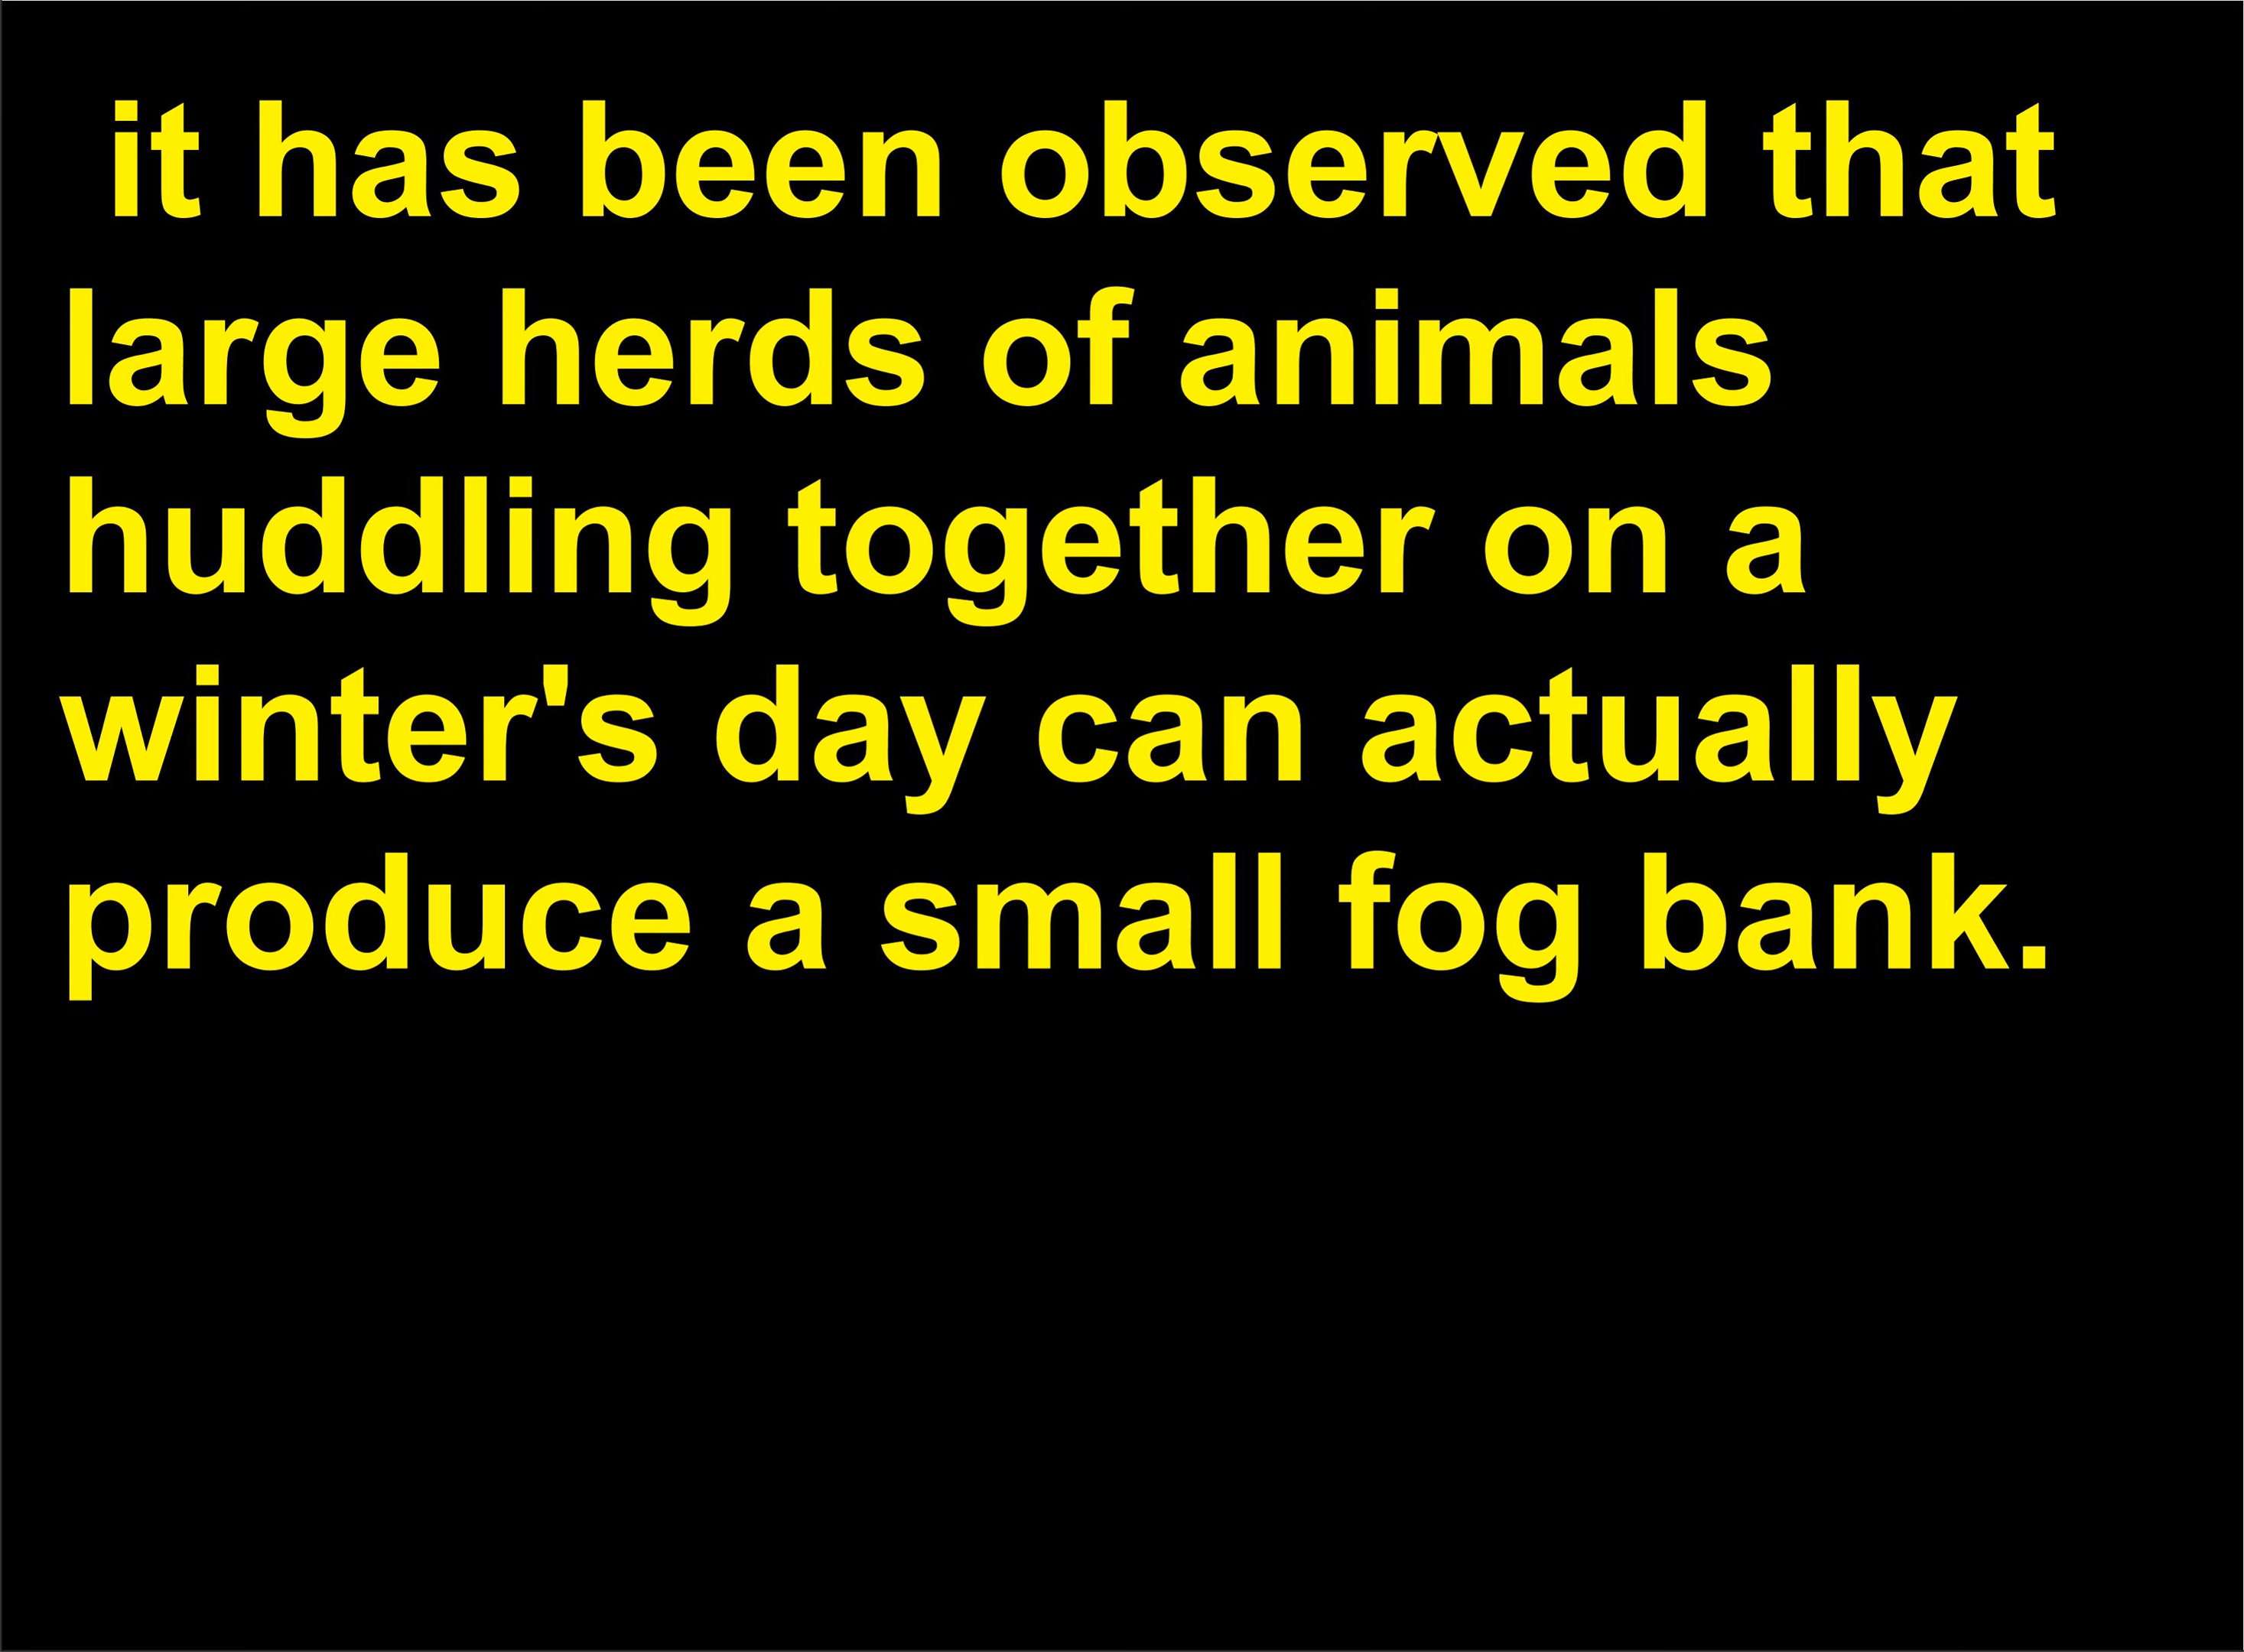 it has been observed that
large herds of animals
huddling together on a
winter's day can actually
produce a small fog bank.